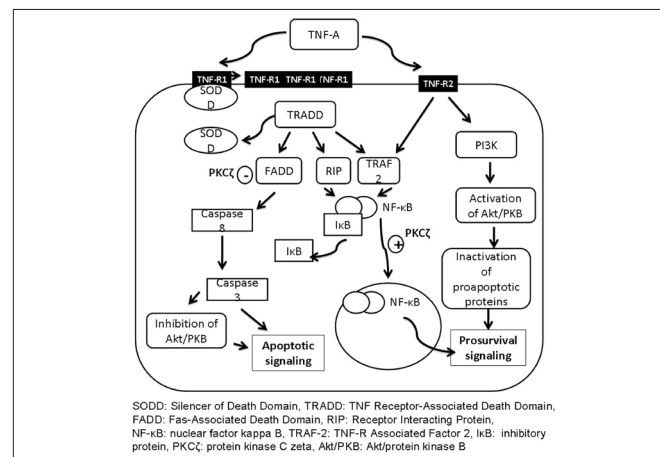 TNF-A
TNF-R1
TNF-R1 TNF-R1 TNF-R1
TNF-R2
SOD
D
TRADD
SOD
D
PI3K
PKCζ
-
FADD
RIP
TRAF
2
NF-κB
IκB
Activation
of Akt/PKB
Caspase
8
PKCζ
+
IκB
Inactivation
of
proapoptotic
proteins
Caspase
3
NF-κB
Inhibition of
Akt/PKB
Apoptotic
signaling
Prosurvival
signaling
SODD: Silencer of Death Domain, TRADD: TNF Receptor-Associated Death Domain,
FADD: Fas-Associated Death Domain, RIP: Receptor Interacting Protein,
NF-κB: nuclear factor kappa B, TRAF-2: TNF-R Associated Factor 2, IκB: inhibitory
protein, PKCζ: protein kinase C zeta, Akt/PKB: Akt/protein kinase B